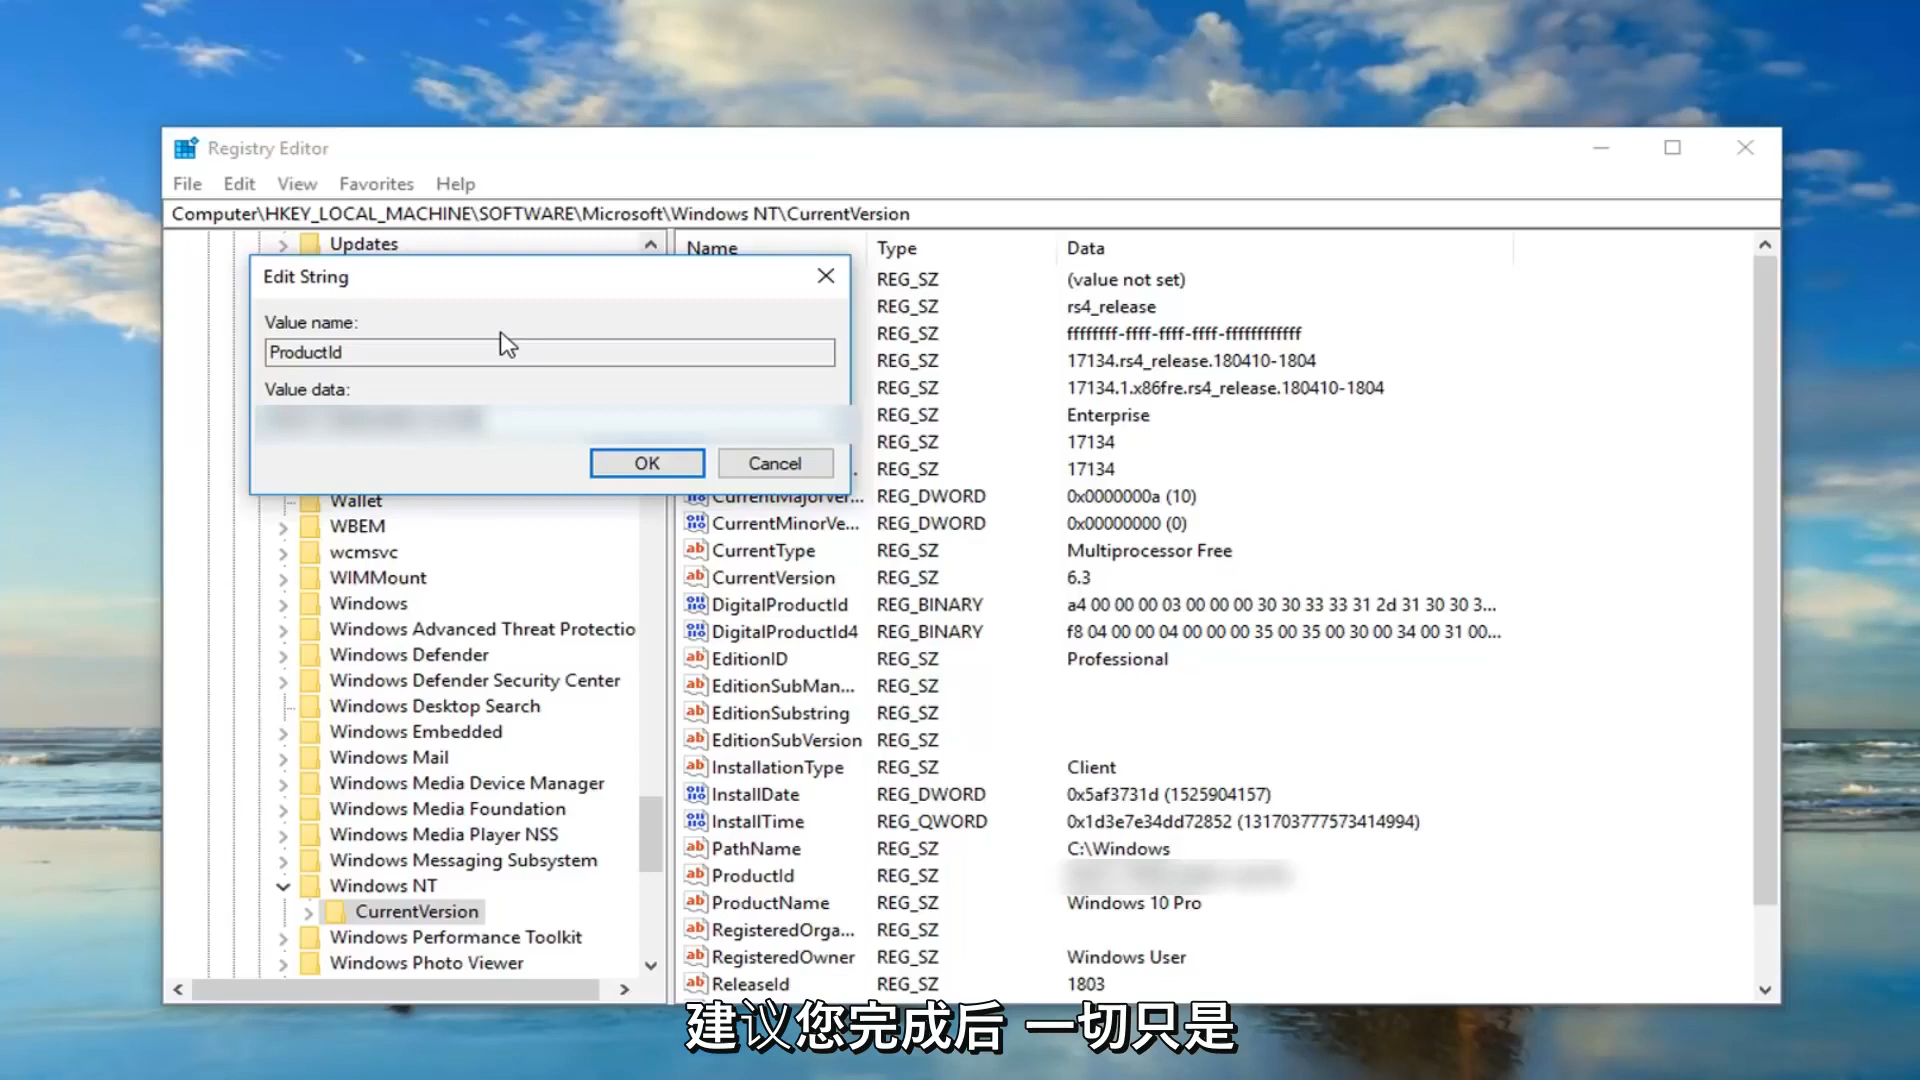 Registry Editor
File Edit View Favorites Help
Computer\HKEY_LOCAL_MACHINE\SOFTWARE\Microsoft\Windows NT\CurrentVersion
Updates
Edit String
Value name:
ProductId
Value data:
OK Cancel
Wallet
WBEM
wcmsvc
WIMMount
Windows
Windows Advanced Threat Protectio
Windows Defender
Windows Defender Security Center
Windows Desktop Search
Windows Embedded
Windows Mail
Windows Media Device Manager
Windows Media Foundation
Windows Media Player NSS
Windows Messaging Subsystem
Windows NT
CurrentVersion
Windows Performance Toolkit
Windows Photo Viewer
Name Type Data
REG_SZ (value not set)
REG_SZ rs4_release
REG_SZ ffffffff-ffff-ffff-ffff-ffffffffffff
REG_SZ 17134.rs4_release.180410-1804
REG_SZ 17134.1.x86fre.rs4_release.180410-1804
REG_SZ Enterprise
REG_SZ 17134
REG_SZ 17134
CurrentMajorVer... REG_DWORD 0x0000000a (10)
CurrentMinorVe... REG_DWORD 0x00000000 (0)
CurrentType REG_SZ Multiprocessor Free
CurrentVersion REG_SZ 6.3
DigitalProductId REG_BINARY a4 00 00 00 03 00 00 00 30 30 33 33 31 2d 31 30 30 3...
DigitalProductId4 REG_BINARY f8 04 00 00 04 00 00 00 35 00 35 00 30 00 34 00 31 00...
EditionID REG_SZ Professional
EditionSubMan... REG_SZ
EditionSubstring REG_SZ
EditionSubVersion REG_SZ
InstallationType REG_SZ Client
InstallDate REG_DWORD 0x5af3731d (1525904157)
InstallTime REG_QWORD 0x1d3e7e34dd72852 (131703777573414994)
PathName REG_SZ C:\Windows
ProductId REG_SZ
ProductName REG_SZ Windows 10 Pro
RegisteredOrga... REG_SZ
RegisteredOwner REG_SZ Windows User
ReleaseId REG_SZ 1803
建议您完成后 一切只是